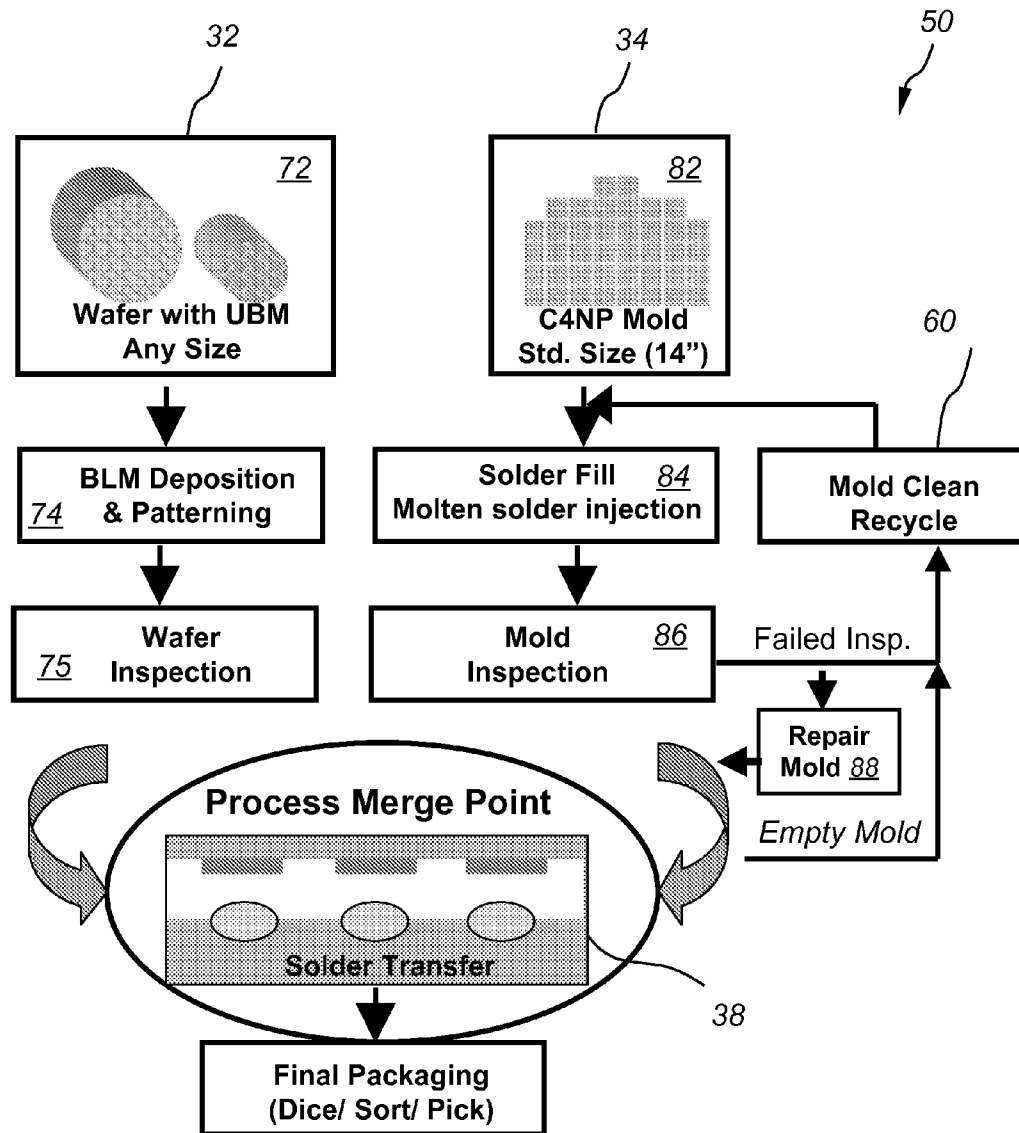 32
34
50
72
Wafer with UBM
Any Size
82
C4NP Mold
Std. Size (14”)
60
BLM Deposition
& Patterning
74
Solder Fill
84
Molten solder injection
Mold Clean
Recycle
Wafer
Inspection
75
Mold
Inspection
86
Failed Insp.
Repair
Mold 88
Empty Mold
Process Merge Point
Solder Transfer
38
Final Packaging
(Dice/ Sort/ Pick)